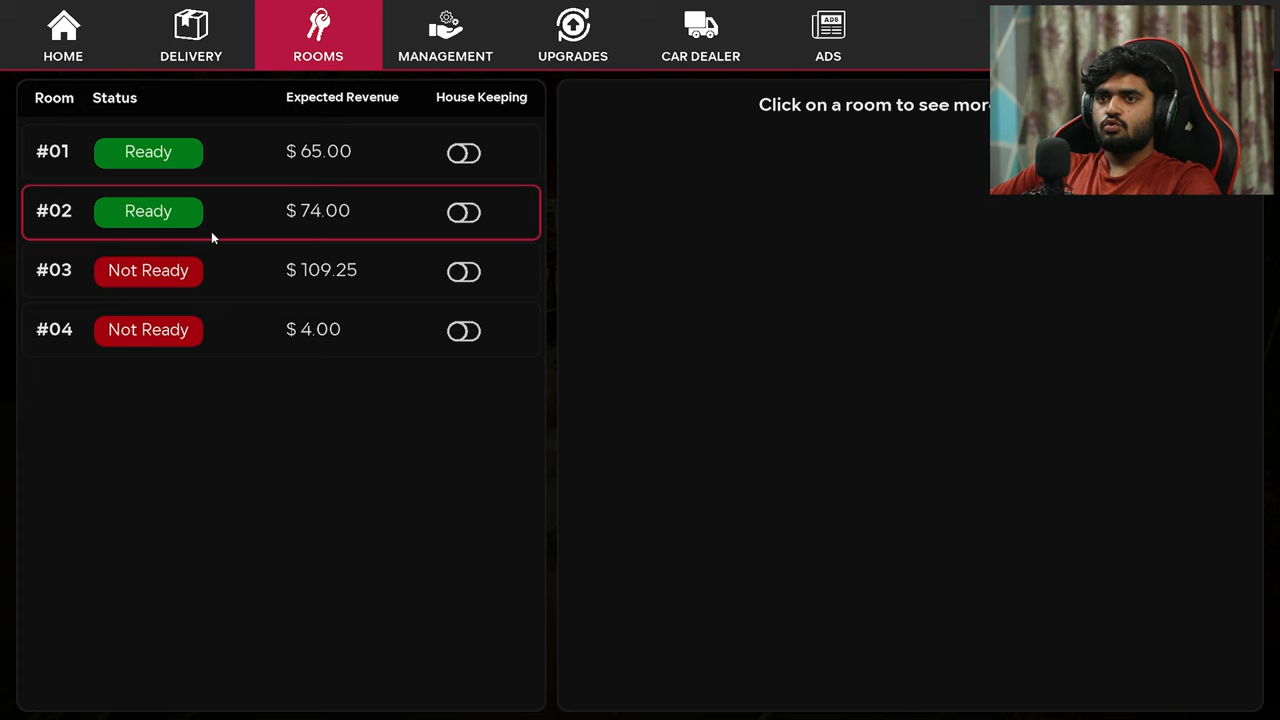 HOME DELIVERY ROOMS MANAGEMENT UPGRADES CAR DEALER ADS
ADS
Room Status Expected Revenue House Keeping
#01 Ready $ 65.00
#02 Ready $ 74.00
#03 Not Ready $ 109.25
#04 Not Ready $ 4.00
Click on a room to see